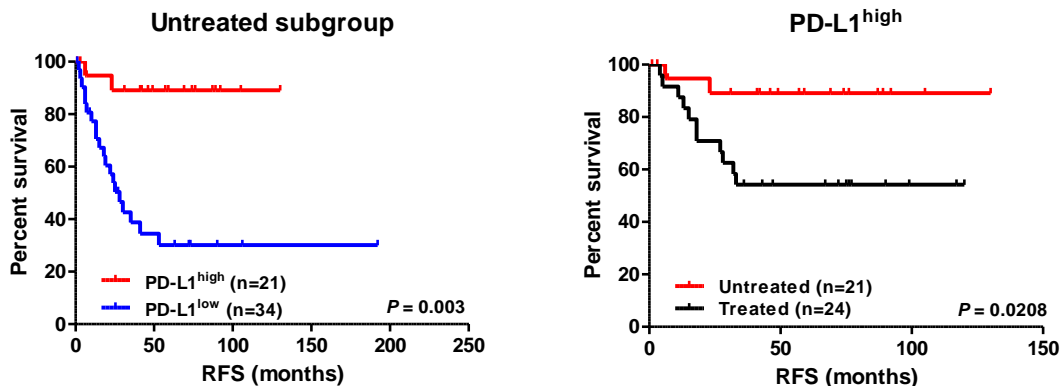 Untreated subgroup
Percent survival
100
80
60
40
20
0
PD-L1high (n=21)
PD-L1low (n=34)
P = 0.003
0 50 100 150 200 250
RFS (months)
PD-L1high
Percent survival
100
80
60
40
20
0
Untreated (n=21)
Treated (n=24)
P = 0.0208
0 50 100 150
RFS (months)